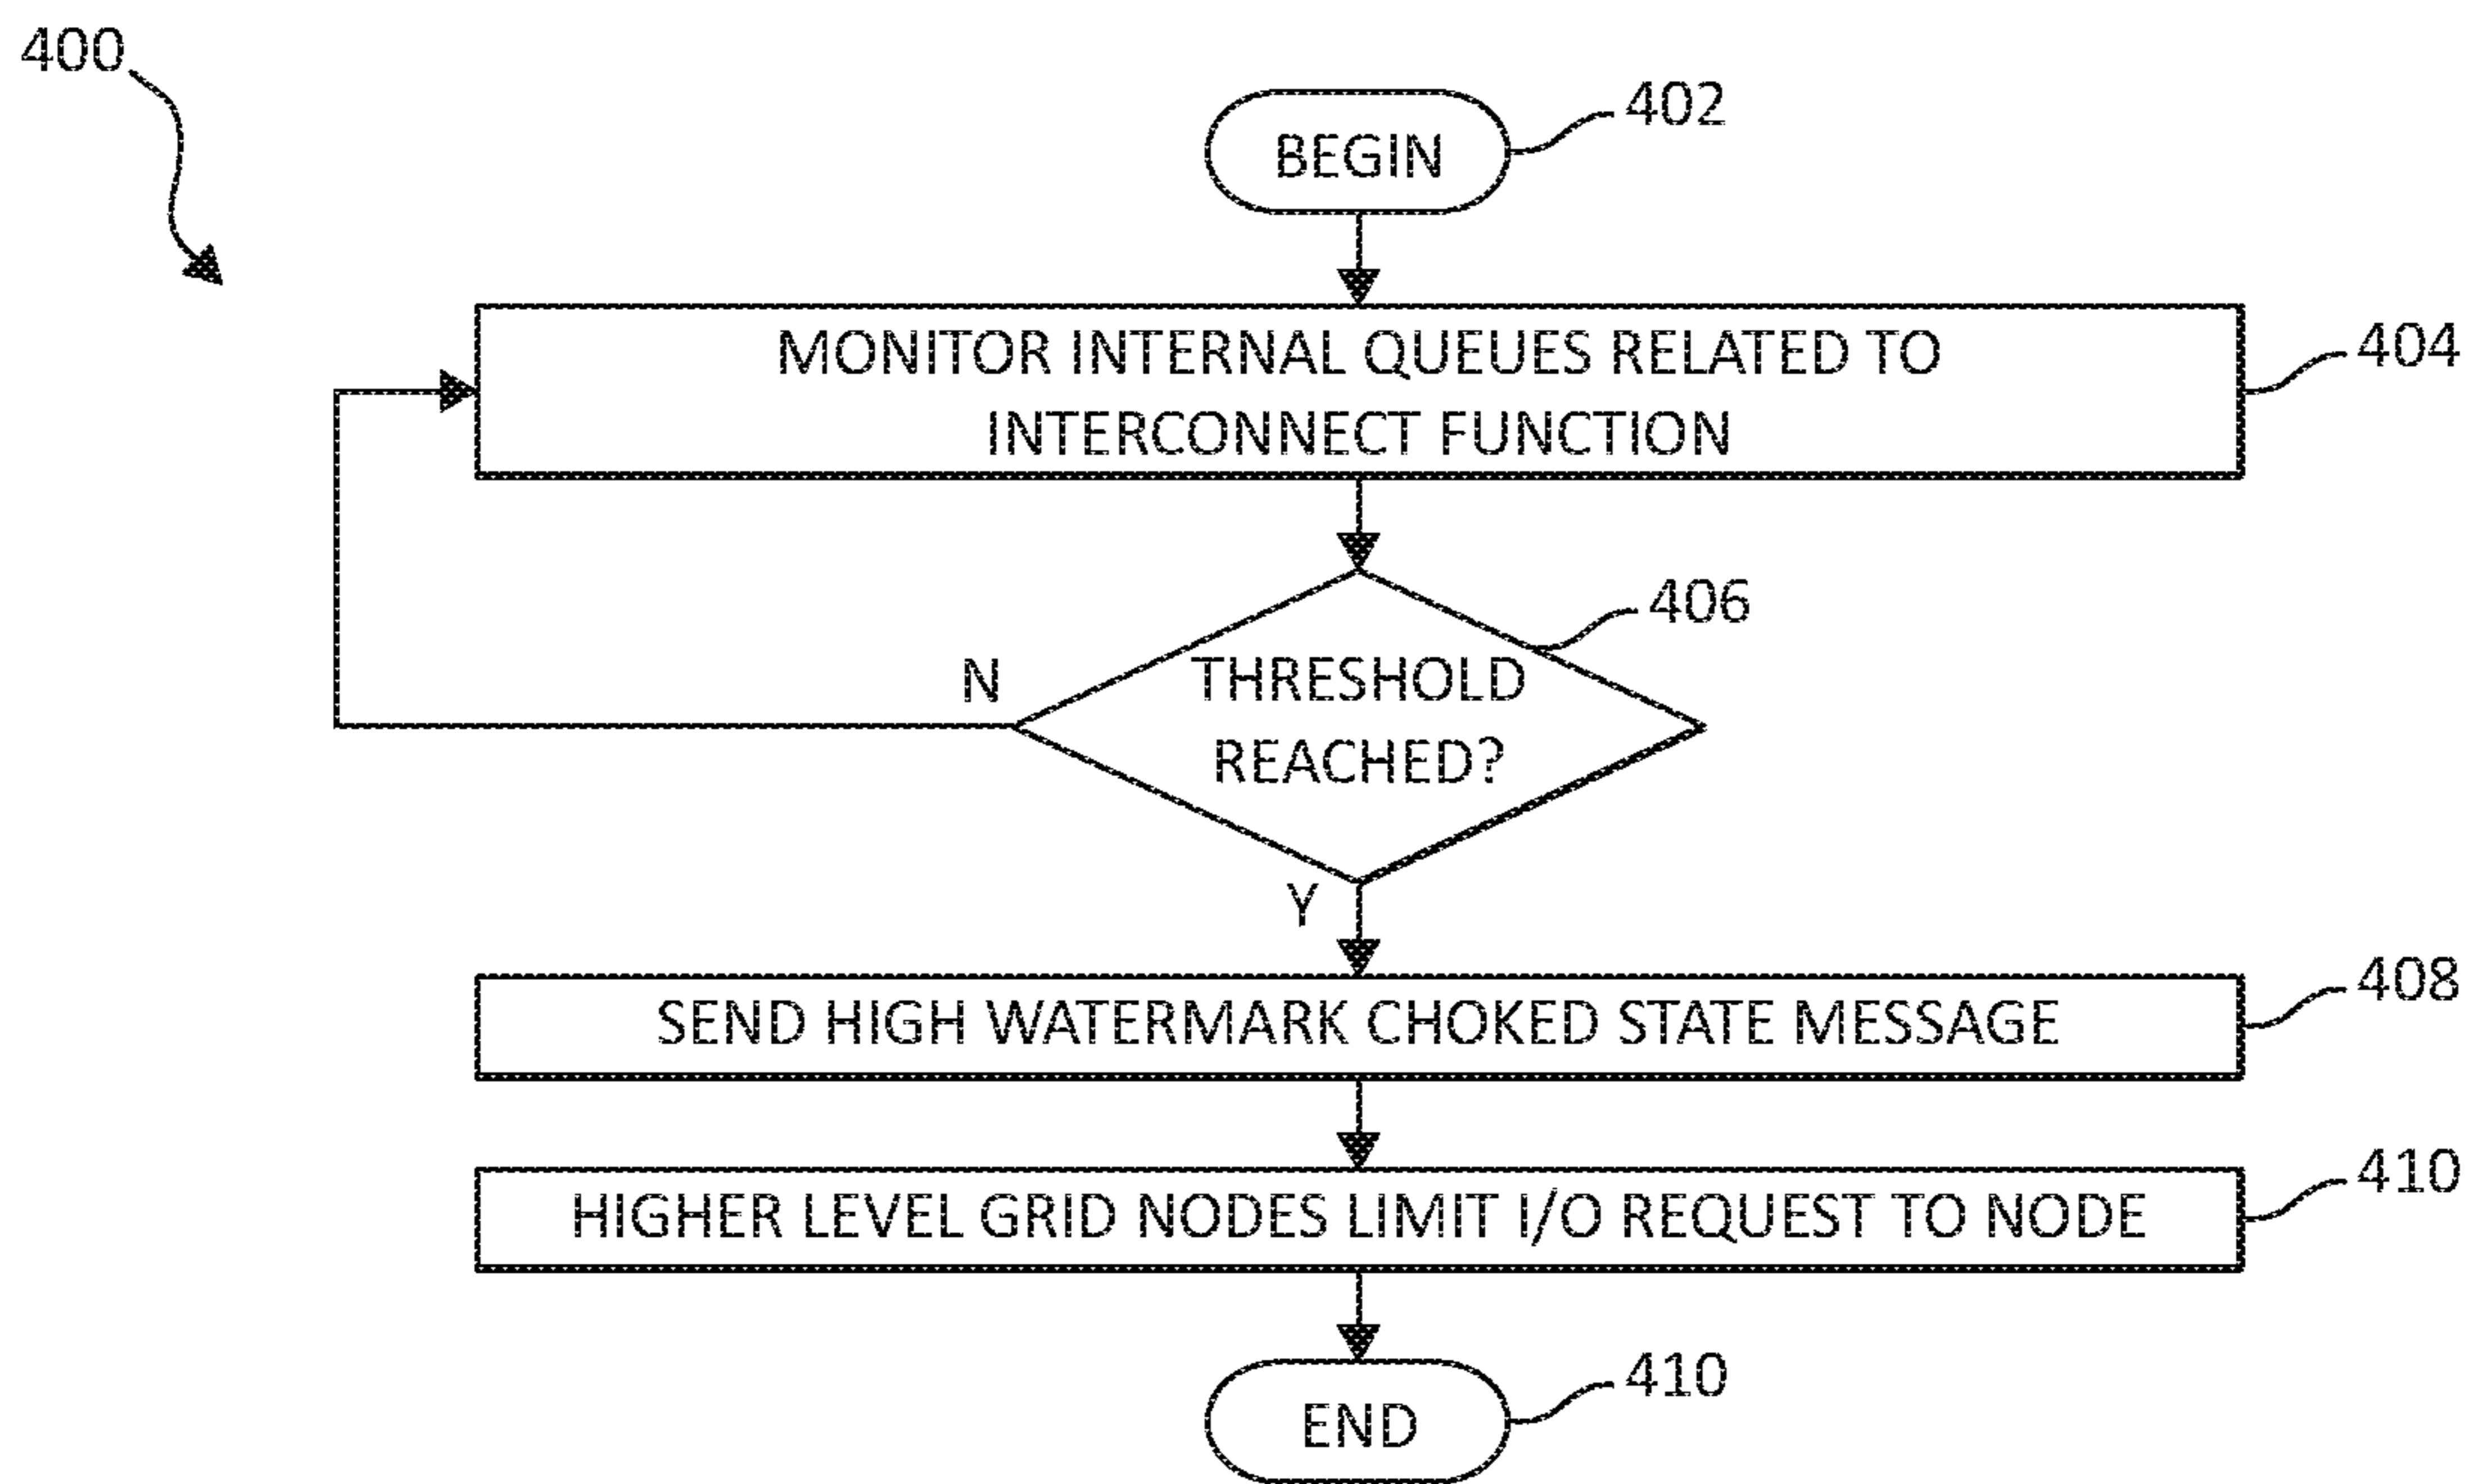 400
BEGIN
402
MONITOR INTERNAL QUEUES RELATED TO
INTERCONNECT FUNCTION
404
406
THRESHOLD
REACHED?
N
Y
SEND HIGH WATERMARK CHOKED STATE MESSAGE
408
HIGHER LEVEL GRID NODES LIMIT I/O REQUEST TO NODE
410
END
410